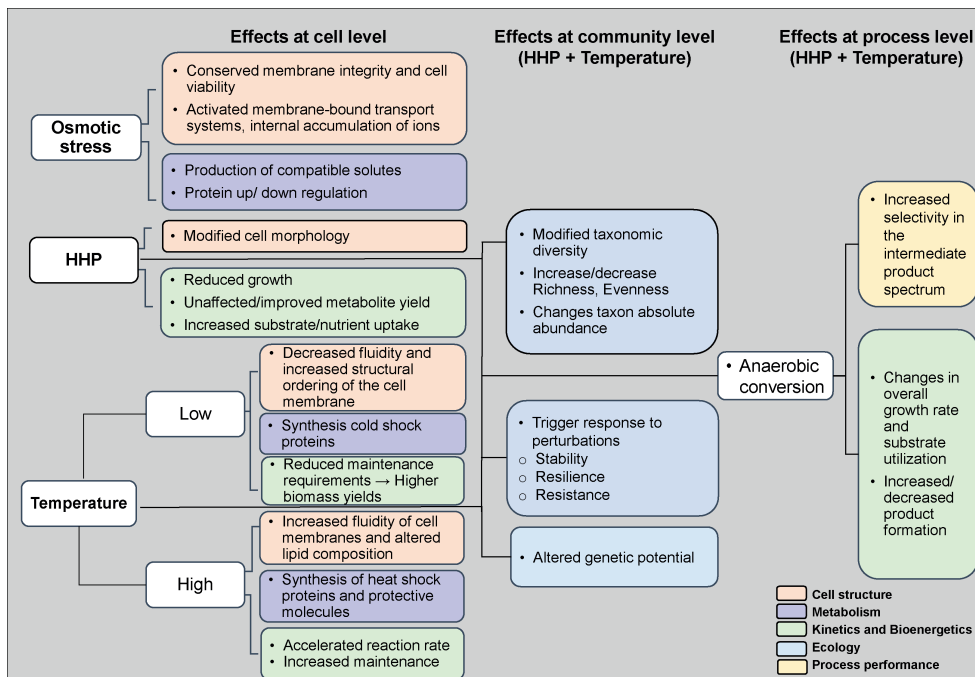 Effects at cell level
Effects at community level
(HHP + Temperature)
Effects at process level
(HHP + Temperature)
Osmotic
stress
• Conserved membrane integrity and cell
viability
• Activated membrane-bound transport
systems, internal accumulation of ions
• Production of compatible solutes
• Protein up/ down regulation
HHP
• Modified cell morphology
• Reduced growth
• Unaffected/improved metabolite yield
• Increased substrate/nutrient uptake
Temperature
Low
• Decreased fluidity and
increased structural
ordering of the cell
membrane
• Synthesis cold shock
proteins
• Reduced maintenance
requirements → Higher
biomass yields
High
• Increased fluidity of cell
membranes and altered
lipid composition
• Synthesis of heat shock
proteins and protective
molecules
• Accelerated reaction rate
• Increased maintenance
• Modified taxonomic
diversity
• Increase/decrease
Richness, Evenness
• Changes taxon absolute
abundance
• Trigger response to
perturbations
○ Stability
○ Resilience
○ Resistance
• Altered genetic potential
• Anaerobic
conversion
• Increased
selectivity in
the
intermediate
product
spectrum
• Changes in
overall
growth rate
and
substrate
utilization
• Increased/
decreased
product
formation
Cell structure
Metabolism
Kinetics and Bioenergetics
Ecology
Process performance